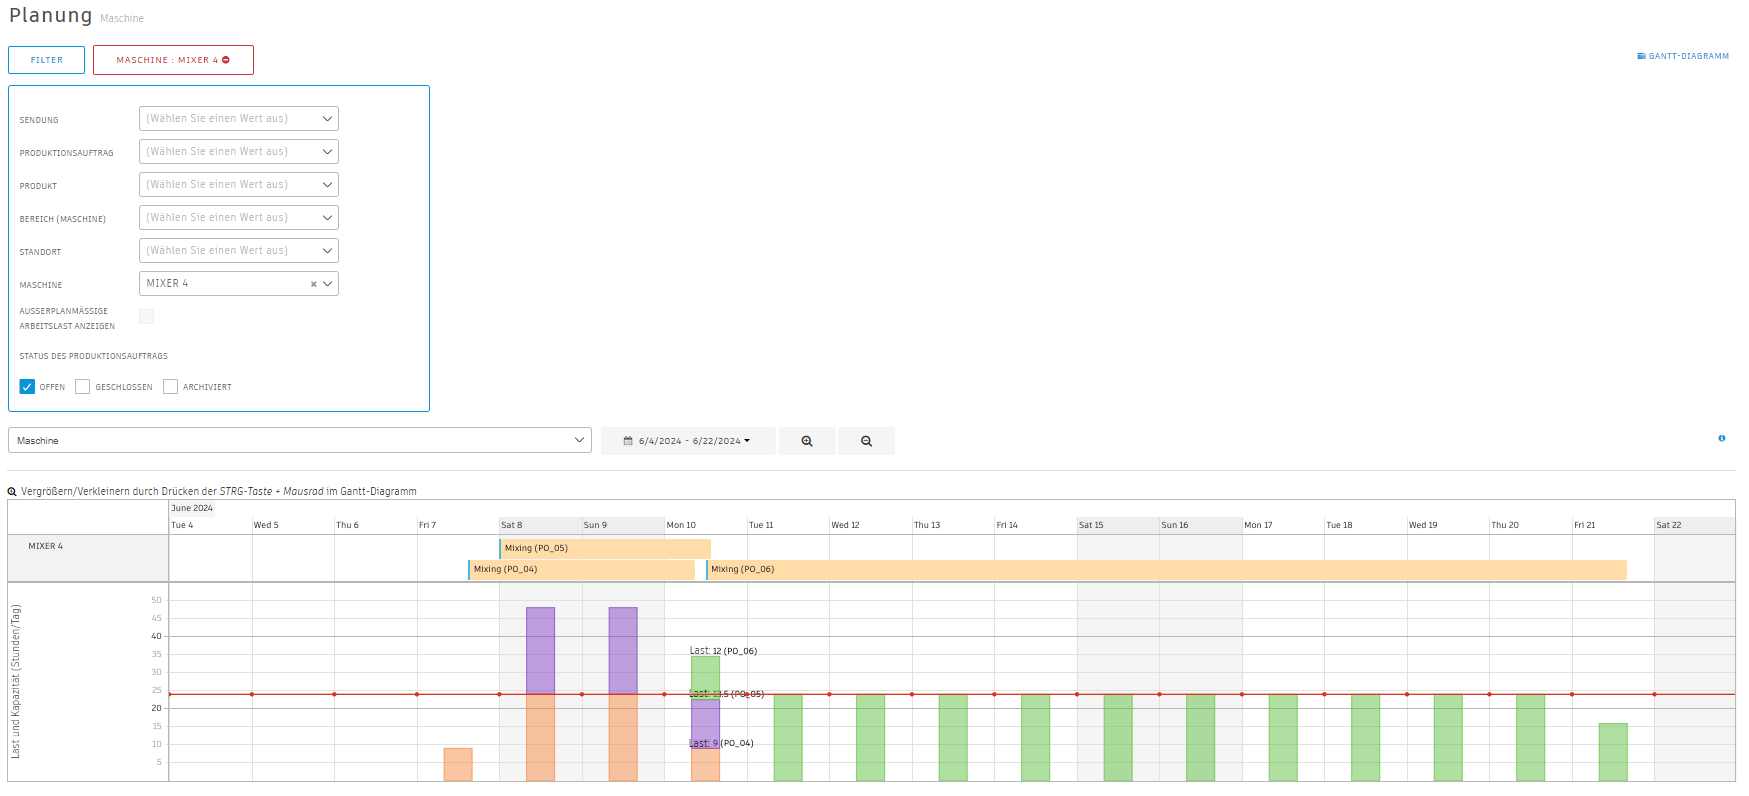 Planung Maschine
FILTER
MASCHINE : MIXER 4
GANTT-DIAGRAMM
SENDUNG (Wählen Sie einen Wert aus)
PRODUKTIONSAUFTRAG (Wählen Sie einen Wert aus)
PRODUKT (Wählen Sie einen Wert aus)
BEREICH (MASCHINE) (Wählen Sie einen Wert aus)
STANDORT (Wählen Sie einen Wert aus)
MASCHINE MIXER 4
AUSSERPLANMÄSSIGE
ARBEITSLAST ANZEIGEN
STATUS DES PRODUKTIONSAUFTRAGS
OFFEN GESCHLOSSEN ARCHIVIERT
Maschine
6/4/2024 - 6/22/2024
Vergrößern/Verkleinern durch Drücken der STRG-Taste + Mausrad im Gantt-Diagramm
June 2024
Tue 4 Wed 5 Thu 6 Fri 7 Sat 8 Sun 9 Mon 10 Tue 11 Wed 12 Thu 13 Fri 14 Sat 15 Sun 16 Mon 17 Tue 18 Wed 19 Thu 20 Fri 21 Sat 22
MIXER 4
Mixing (PO_05)
Mixing (PO_04)
Mixing (PO_06)
Last und Kapazität (Stunden/Tag)
50
45
40
35
30
25
20
15
10
5
Last: 12 (PO_06)
Last: 13.5 (PO_05)
Last: 9 (PO_04)